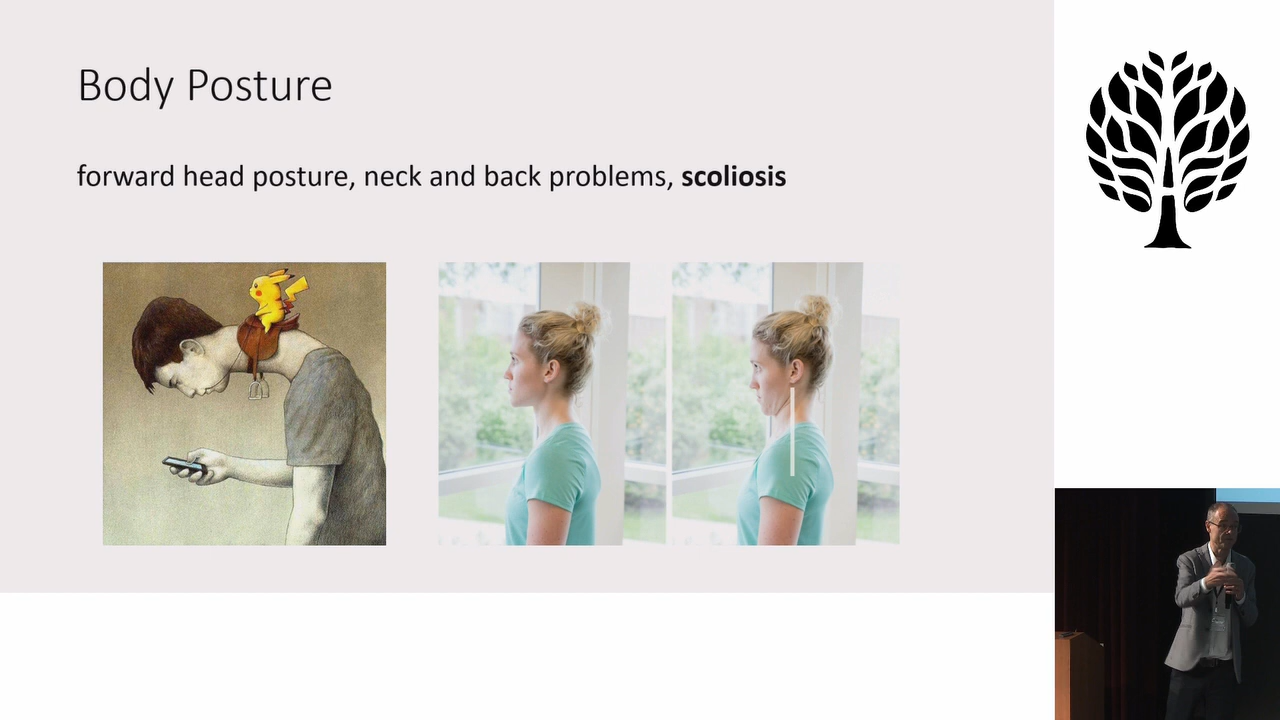 Body Posture
forward head posture, neck and back problems, scoliosis